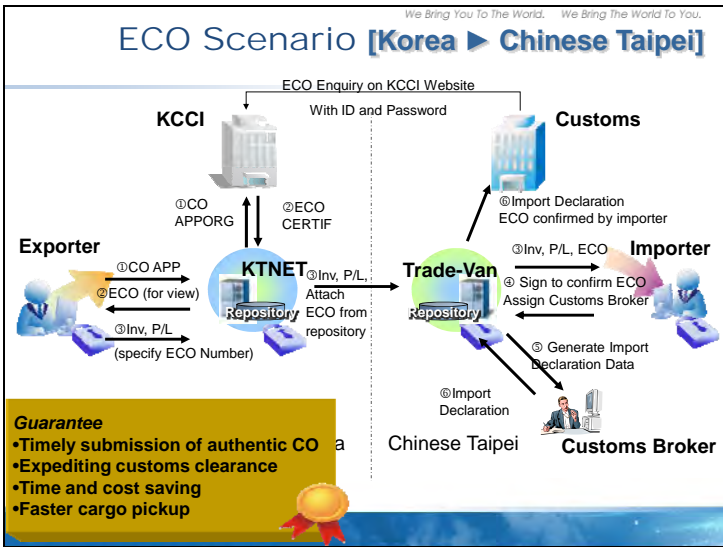 We Bring You To The World. We Bring The World To You.
ECO Scenario [Korea ► Chinese Taipei]
ECO Enquiry on KCCI Website
With ID and Password
KCCI
Customs
①CO
APPORG
②ECO
CERTIF
⑥Import Declaration
ECO confirmed by importer
Exporter
①CO APP
②ECO (for view)
③Inv, P/L
(specify ECO Number)
KTNET
Repository
③Inv, P/L,
Attach
ECO from
repository
Trade-Van
Repository
③Inv, P/L, ECO
Importer
④ Sign to confirm ECO
Assign Customs Broker
⑤ Generate Import
Declaration Data
⑥Import
Declaration
Customs Broker
a
Chinese Taipei
Guarantee
•Timely submission of authentic CO
•Expediting customs clearance
•Time and cost saving
•Faster cargo pickup